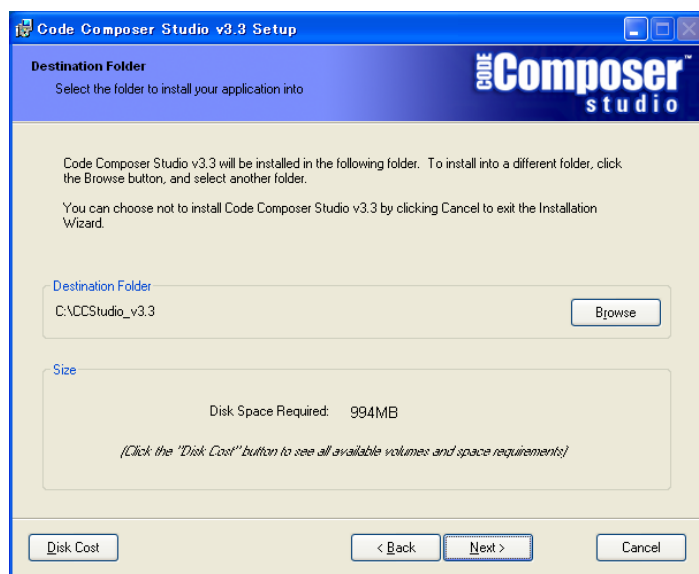 Code Composer Studio v3.3 Setup
Destination Folder
Select the folder to install your application into
CODE Composer™
studio
Code Composer Studio v3.3 will be installed in the following folder. To install into a different folder, click
the Browse button, and select another folder.
You can choose not to install Code Composer Studio v3.3 by clicking Cancel to exit the Installation
Wizard.
Destination Folder
C:\CCStudio_v3.3
Browse
Size
Disk Space Required: 994MB
(Click the "Disk Cost" button to see all available volumes and space requirements)
Disk Cost
< Back
Next >
Cancel